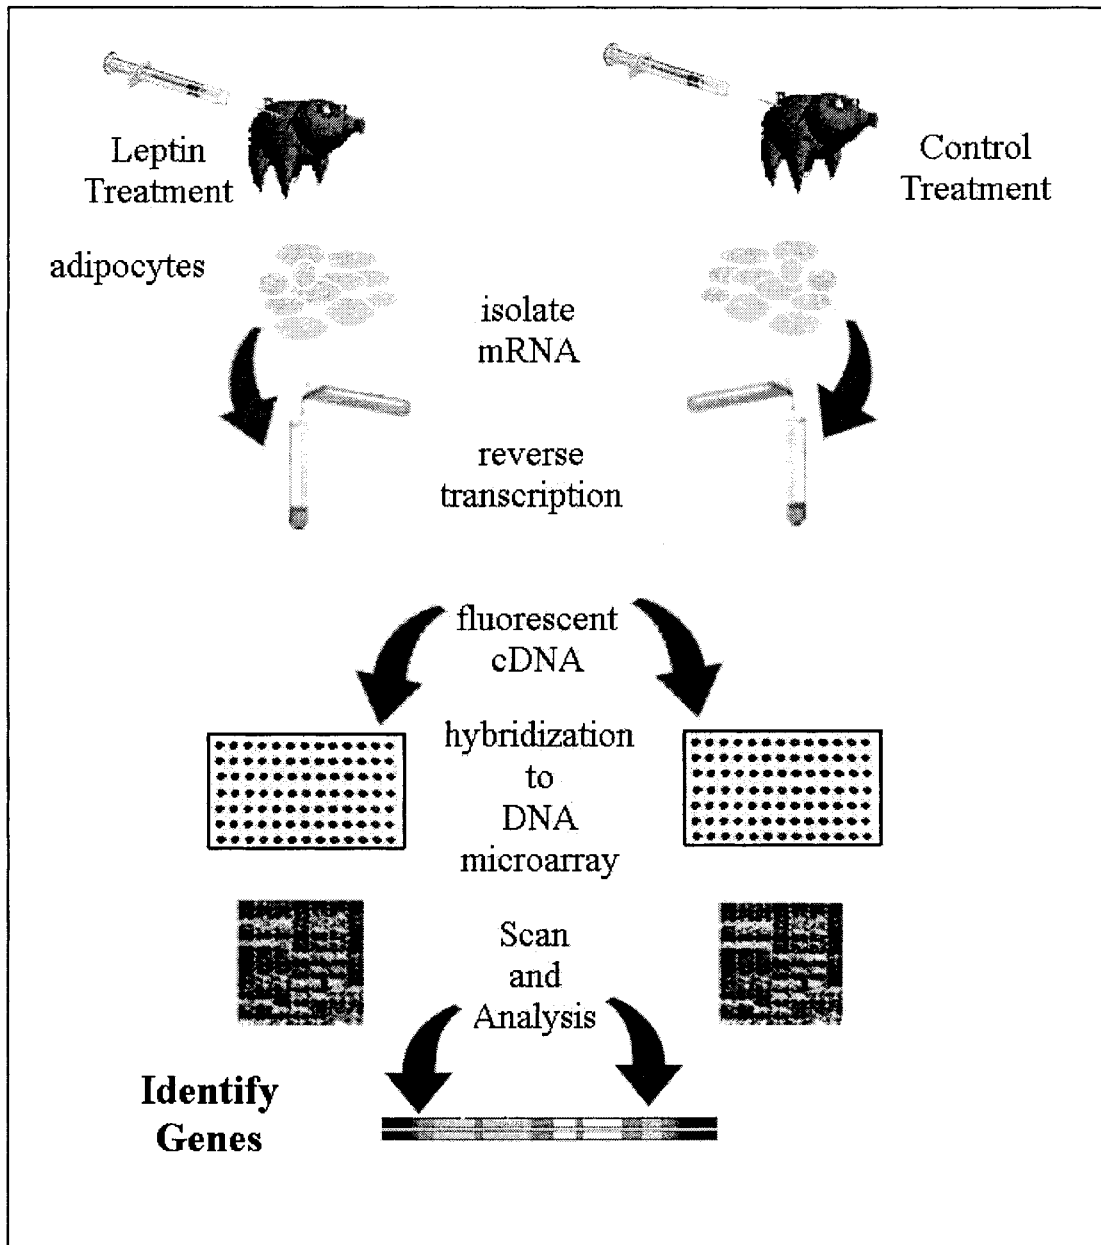 Leptin
Treatment
Control
Treatment
adipocytes
isolate
mRNA
reverse
transcription
fluorescent
cDNA
hybridization
to
DNA
microarray
Scan
and
Analysis
Identify
Genes